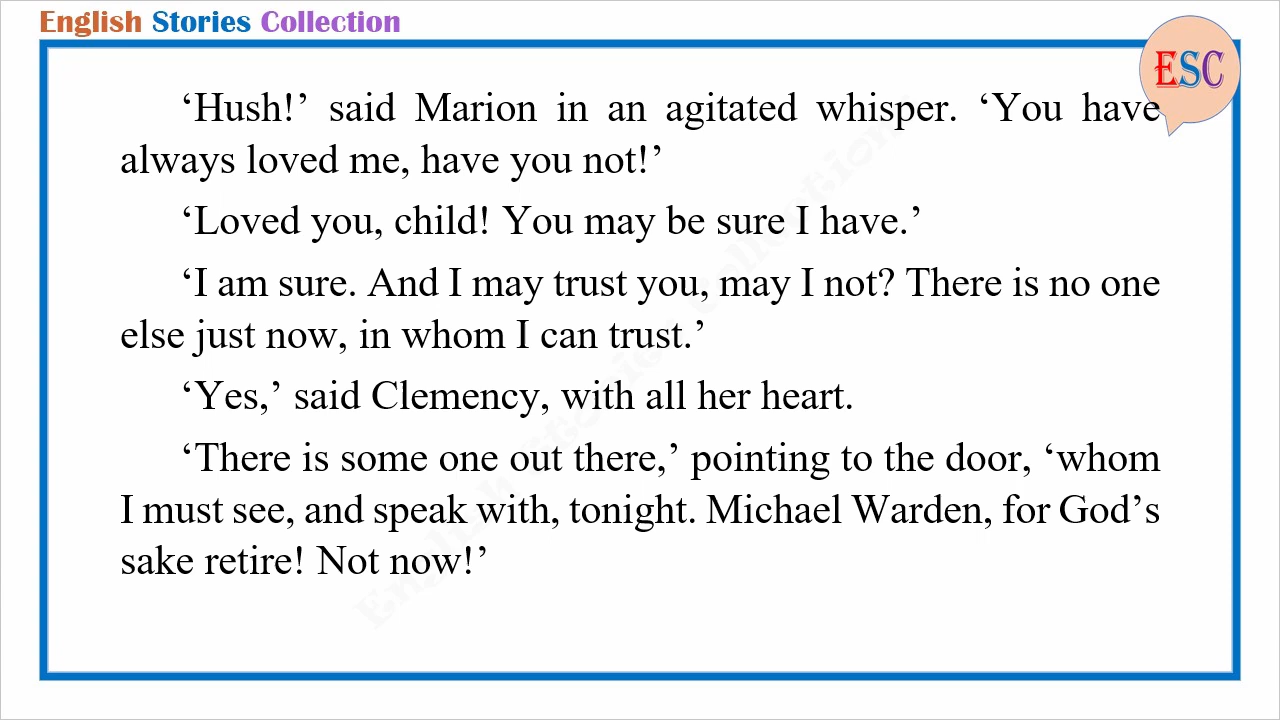 English Stories Collection
ESC
‘Hush!’ said Marion in an agitated whisper. ‘You have
always loved me, have you not!’
‘Loved you, child! You may be sure I have.’
‘I am sure. And I may trust you, may I not? There is no one
else just now, in whom I can trust.’
‘Yes,’ said Clemency, with all her heart.
‘There is some one out there,’ pointing to the door, ‘whom
I must see, and speak with, tonight. Michael Warden, for God’s
sake retire! Not now!’
English Stories Collection